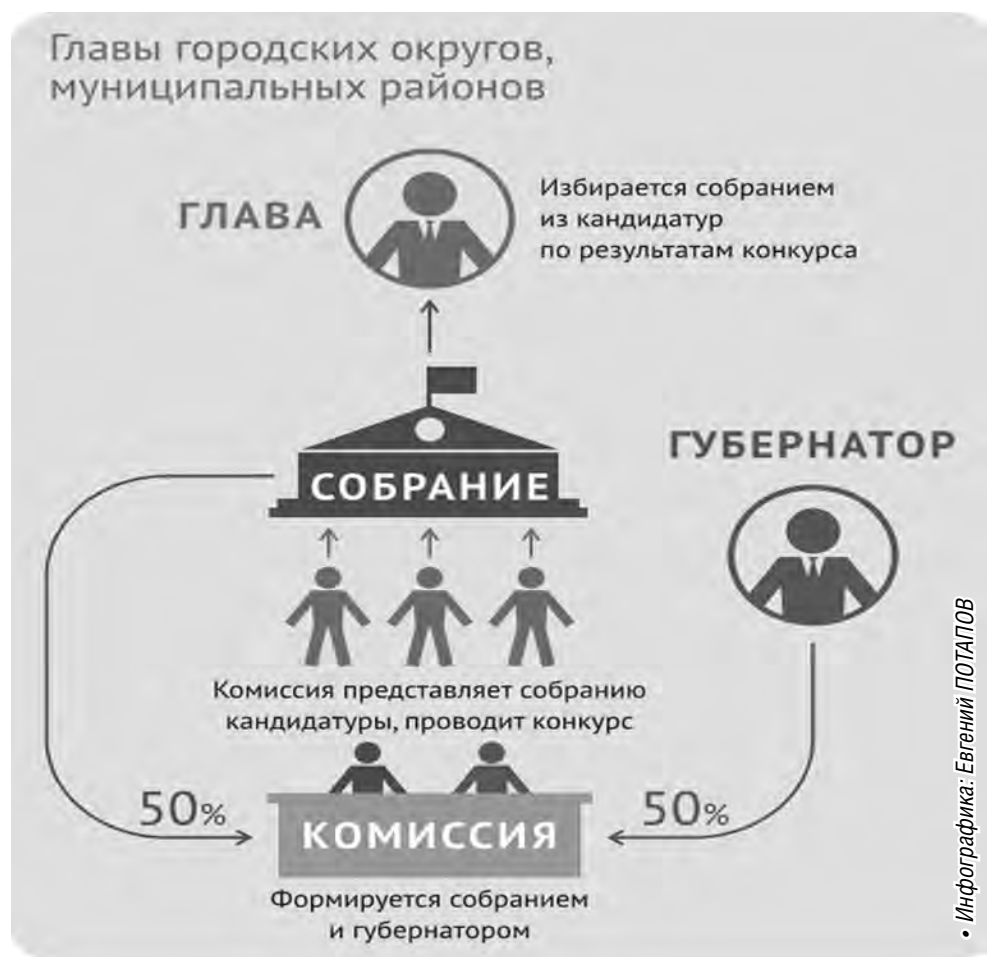 Главы городских округов,
муниципальных районов
ГЛАВА
Избирается собранием
из кандидатур
по результатам конкурса
ГУБЕРНАТОР
СОБРАНИЕ
Комиссия представляет собранию
кандидатуры, проводит конкурс
50%
50%
КОМИССИЯ
Формируется собранием
и губернатором
• Инфографика: Евгений ПОТАПОВ